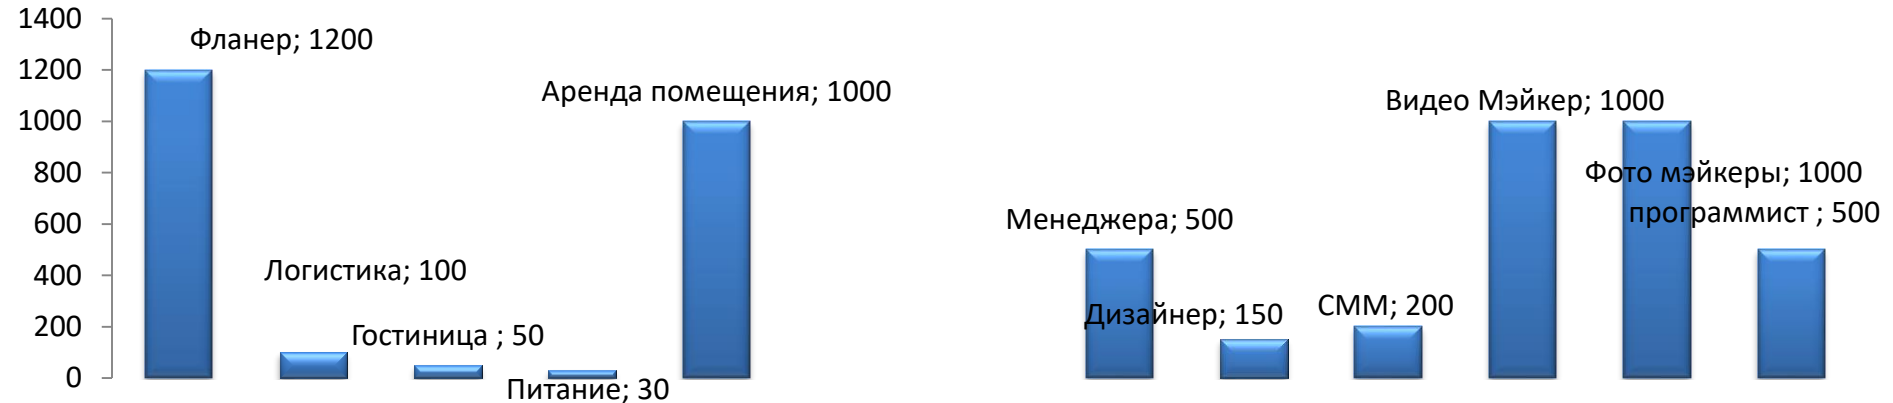 1400
1200
1000
800
600
400
200
0
Фланер; 1200
Логистика; 100
Гостиница ; 50
Питание; 30
Аренда помещения; 1000
Менеджера; 500
Дизайнер; 150
СММ; 200
Видео Мэйкер; 1000
Фото мэйкеры; 1000
программист ; 500